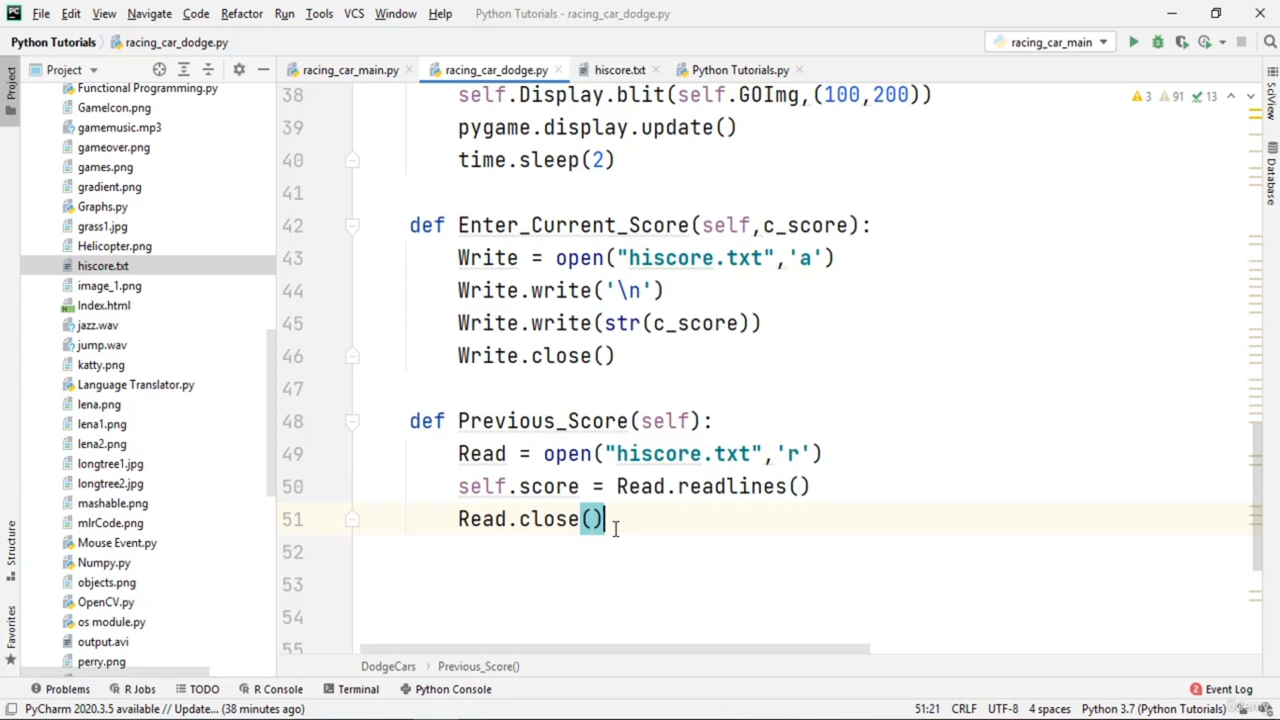 PC File Edit View Navigate Code Refactor Run Tools VCS Window Help Python Tutorials - racing_car_dodge.py
Python Tutorials racing_car_dodge.py racing_car_main
Project racing_car_main.py racing_car_dodge.py hiscore.txt Python Tutorials.py
Project
Functional Programming.py
GameIcon.png
gamemusic.mp3
gameover.png
games.png
gradient.png
Graphs.py
grass1.jpg
Helicopter.png
hiscore.txt
image_1.png
Index.html
jazz.wav
jump.wav
katty.png
Language Translator.py
lena.png
lena1.png
lena2.png
longtree1.jpg
longtree2.jpg
mashable.png
mlrCode.png
Mouse Event.py
Numpy.py
objects.png
OpenCV.py
os module.py
output.avi
perry.png
Structure
Favorites
38 self.Display.blit(self.GOImg,(100,200))
39 pygame.display.update()
40 time.sleep(2)
41
42 def Enter_Current_Score(self,c_score):
43 Write = open("hiscore.txt",'a')
44 Write.write('\n')
45 Write.write(str(c_score))
46 Write.close()
47
48 def Previous_Score(self):
49 Read = open("hiscore.txt",'r')
50 self.score = Read.readlines()
51 Read.close()
52
53
54
55
3 91 13
SciView
Database
DodgeCars Previous_Score()
Problems R Jobs TODO R Console Terminal Python Console 2 Event Log
PyCharm 2020.3.5 available // Update... (38 minutes ago) 51:21 CRLF UTF-8 4 spaces Python 3.7 (Python Tutorials)